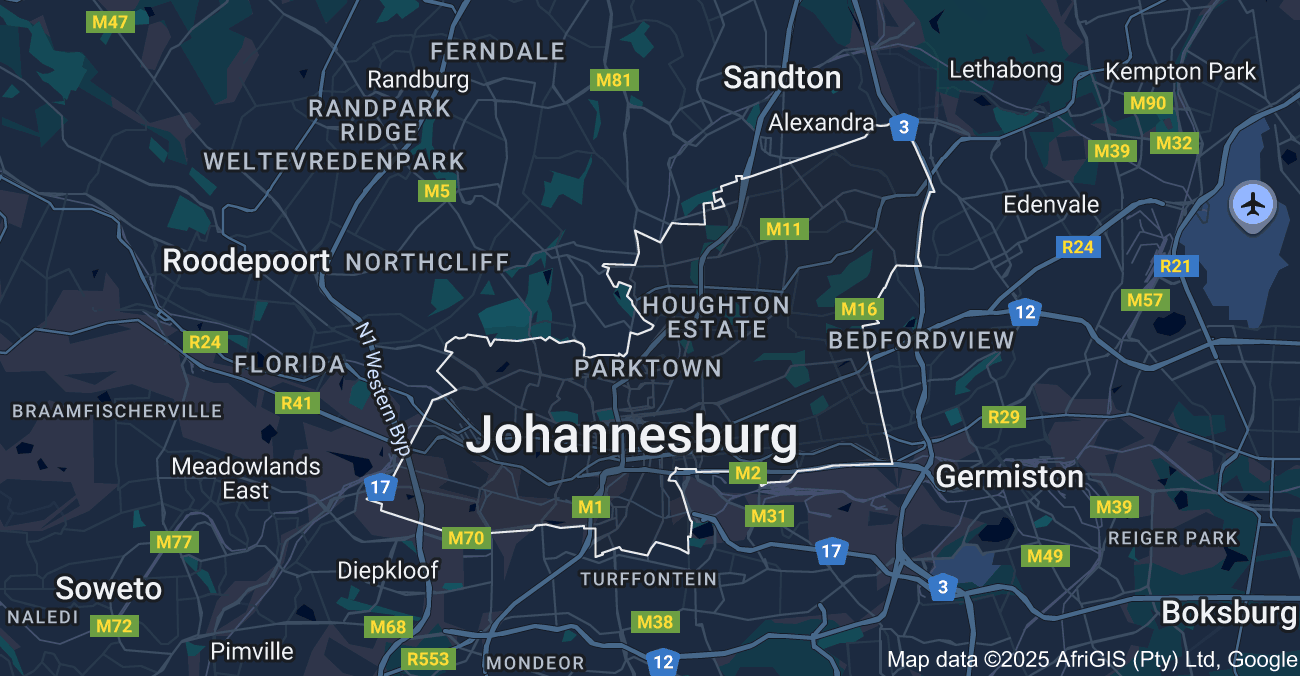 M47
FERNDALE
Randburg
M81
Sandton
Lethabong
Kempton Park
RANDPARK
RIDGE
M90
Alexandra
3
M39
M32
WELTEVREDENPARK
M5
Edenvale
M11
R24
Roodepoort
NORTHCLIFF
R21
M57
HOUGHTON
ESTATE
M16
12
BEDFORDVIEW
R24
N1 Western Byp
FLORIDA
PARKTOWN
R41
BRAAMFISCHERVILLE
R29
Johannesburg
Meadowlands
East
17
M2
Germiston
M1
M31
M39
M77
M70
17
M49
REIGER PARK
Diepkloof
TURFFONTEIN
3
Soweto
NALEDI
M72
M68
M38
Boksburg
Pimville
R553
MONDEOR
12
Map data ©2025 AfriGIS (Pty) Ltd, Google